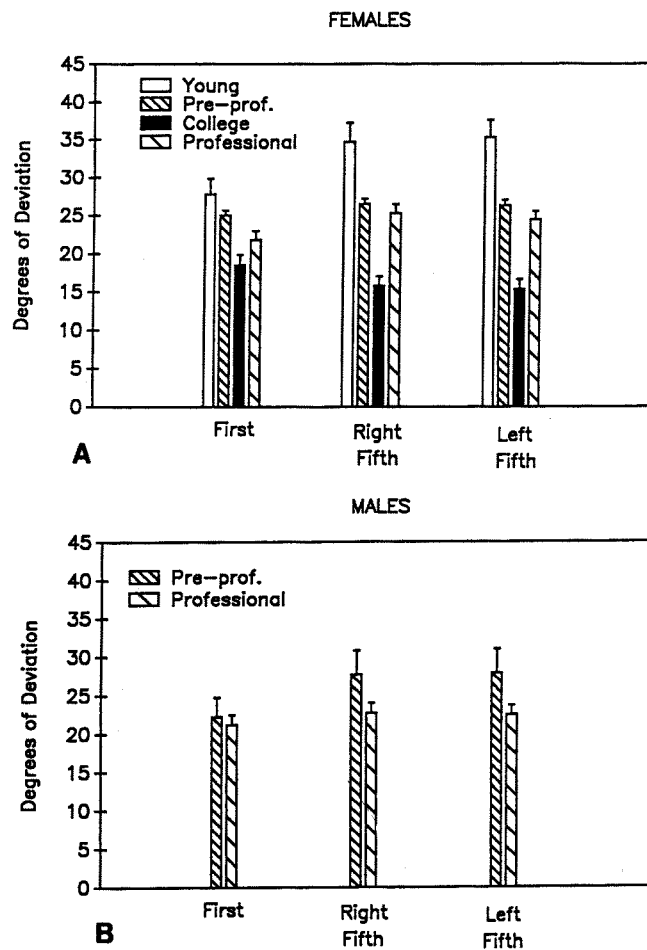 FEMALES
45
40
35
30
25
20
15
10
5
0
Degrees of Deviation
Young
Pre-prof.
College
Professional
First
Right
Fifth
Left
Fifth
A
MALES
45
40
35
30
25
20
15
10
5
0
Degrees of Deviation
Pre-prof.
Professional
First
Right
Fifth
Left
Fifth
B